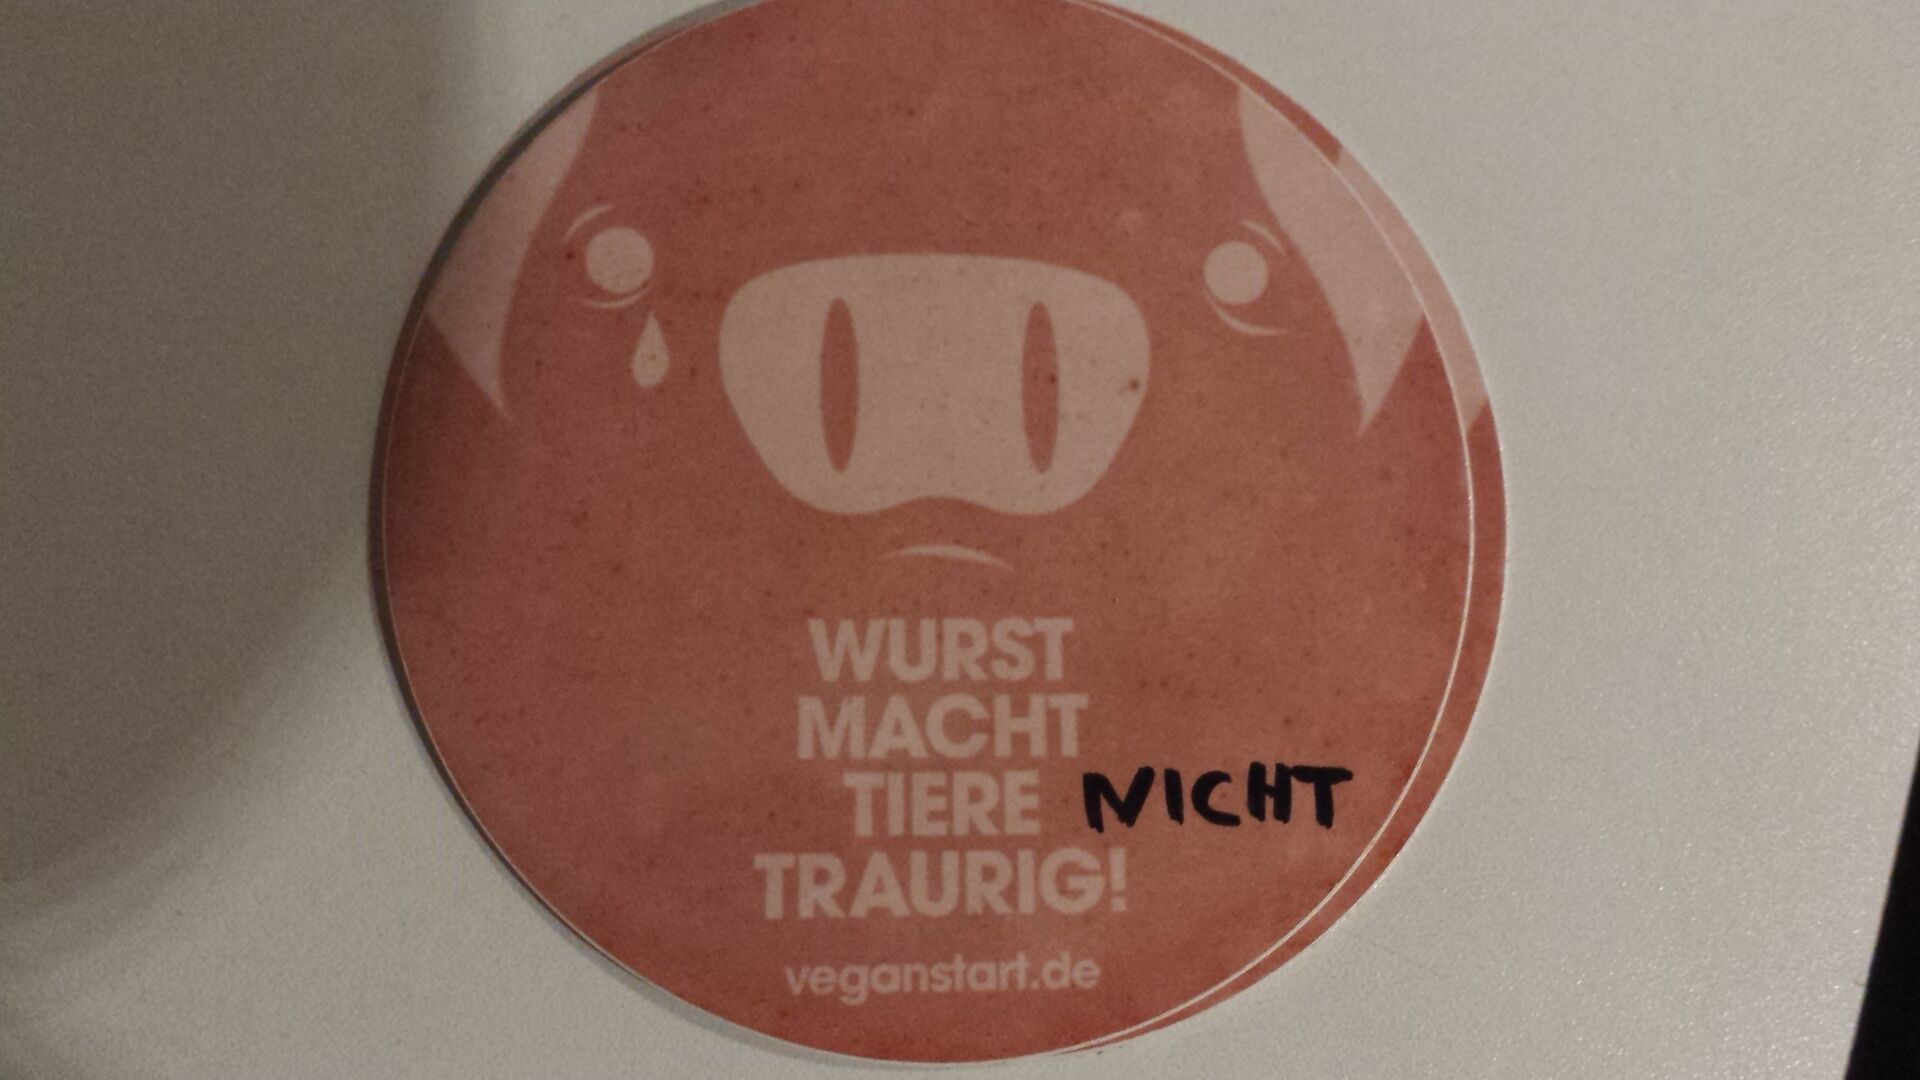 WURST
MACHT
TIERE NICHT
TRAURIG!
veganstart.de